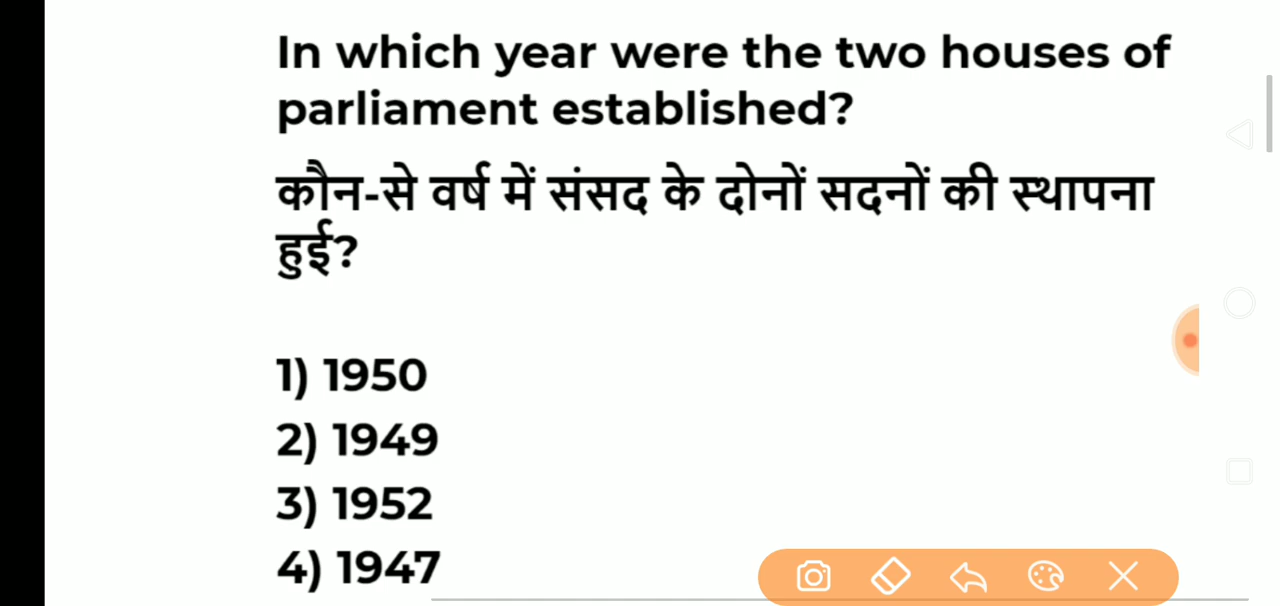 In which year were the two houses of
parliament established?
कौन-से वर्ष में संसद के दोनों सदनों की स्थापना
हुई?
1) 1950
2) 1949
3) 1952
4) 1947